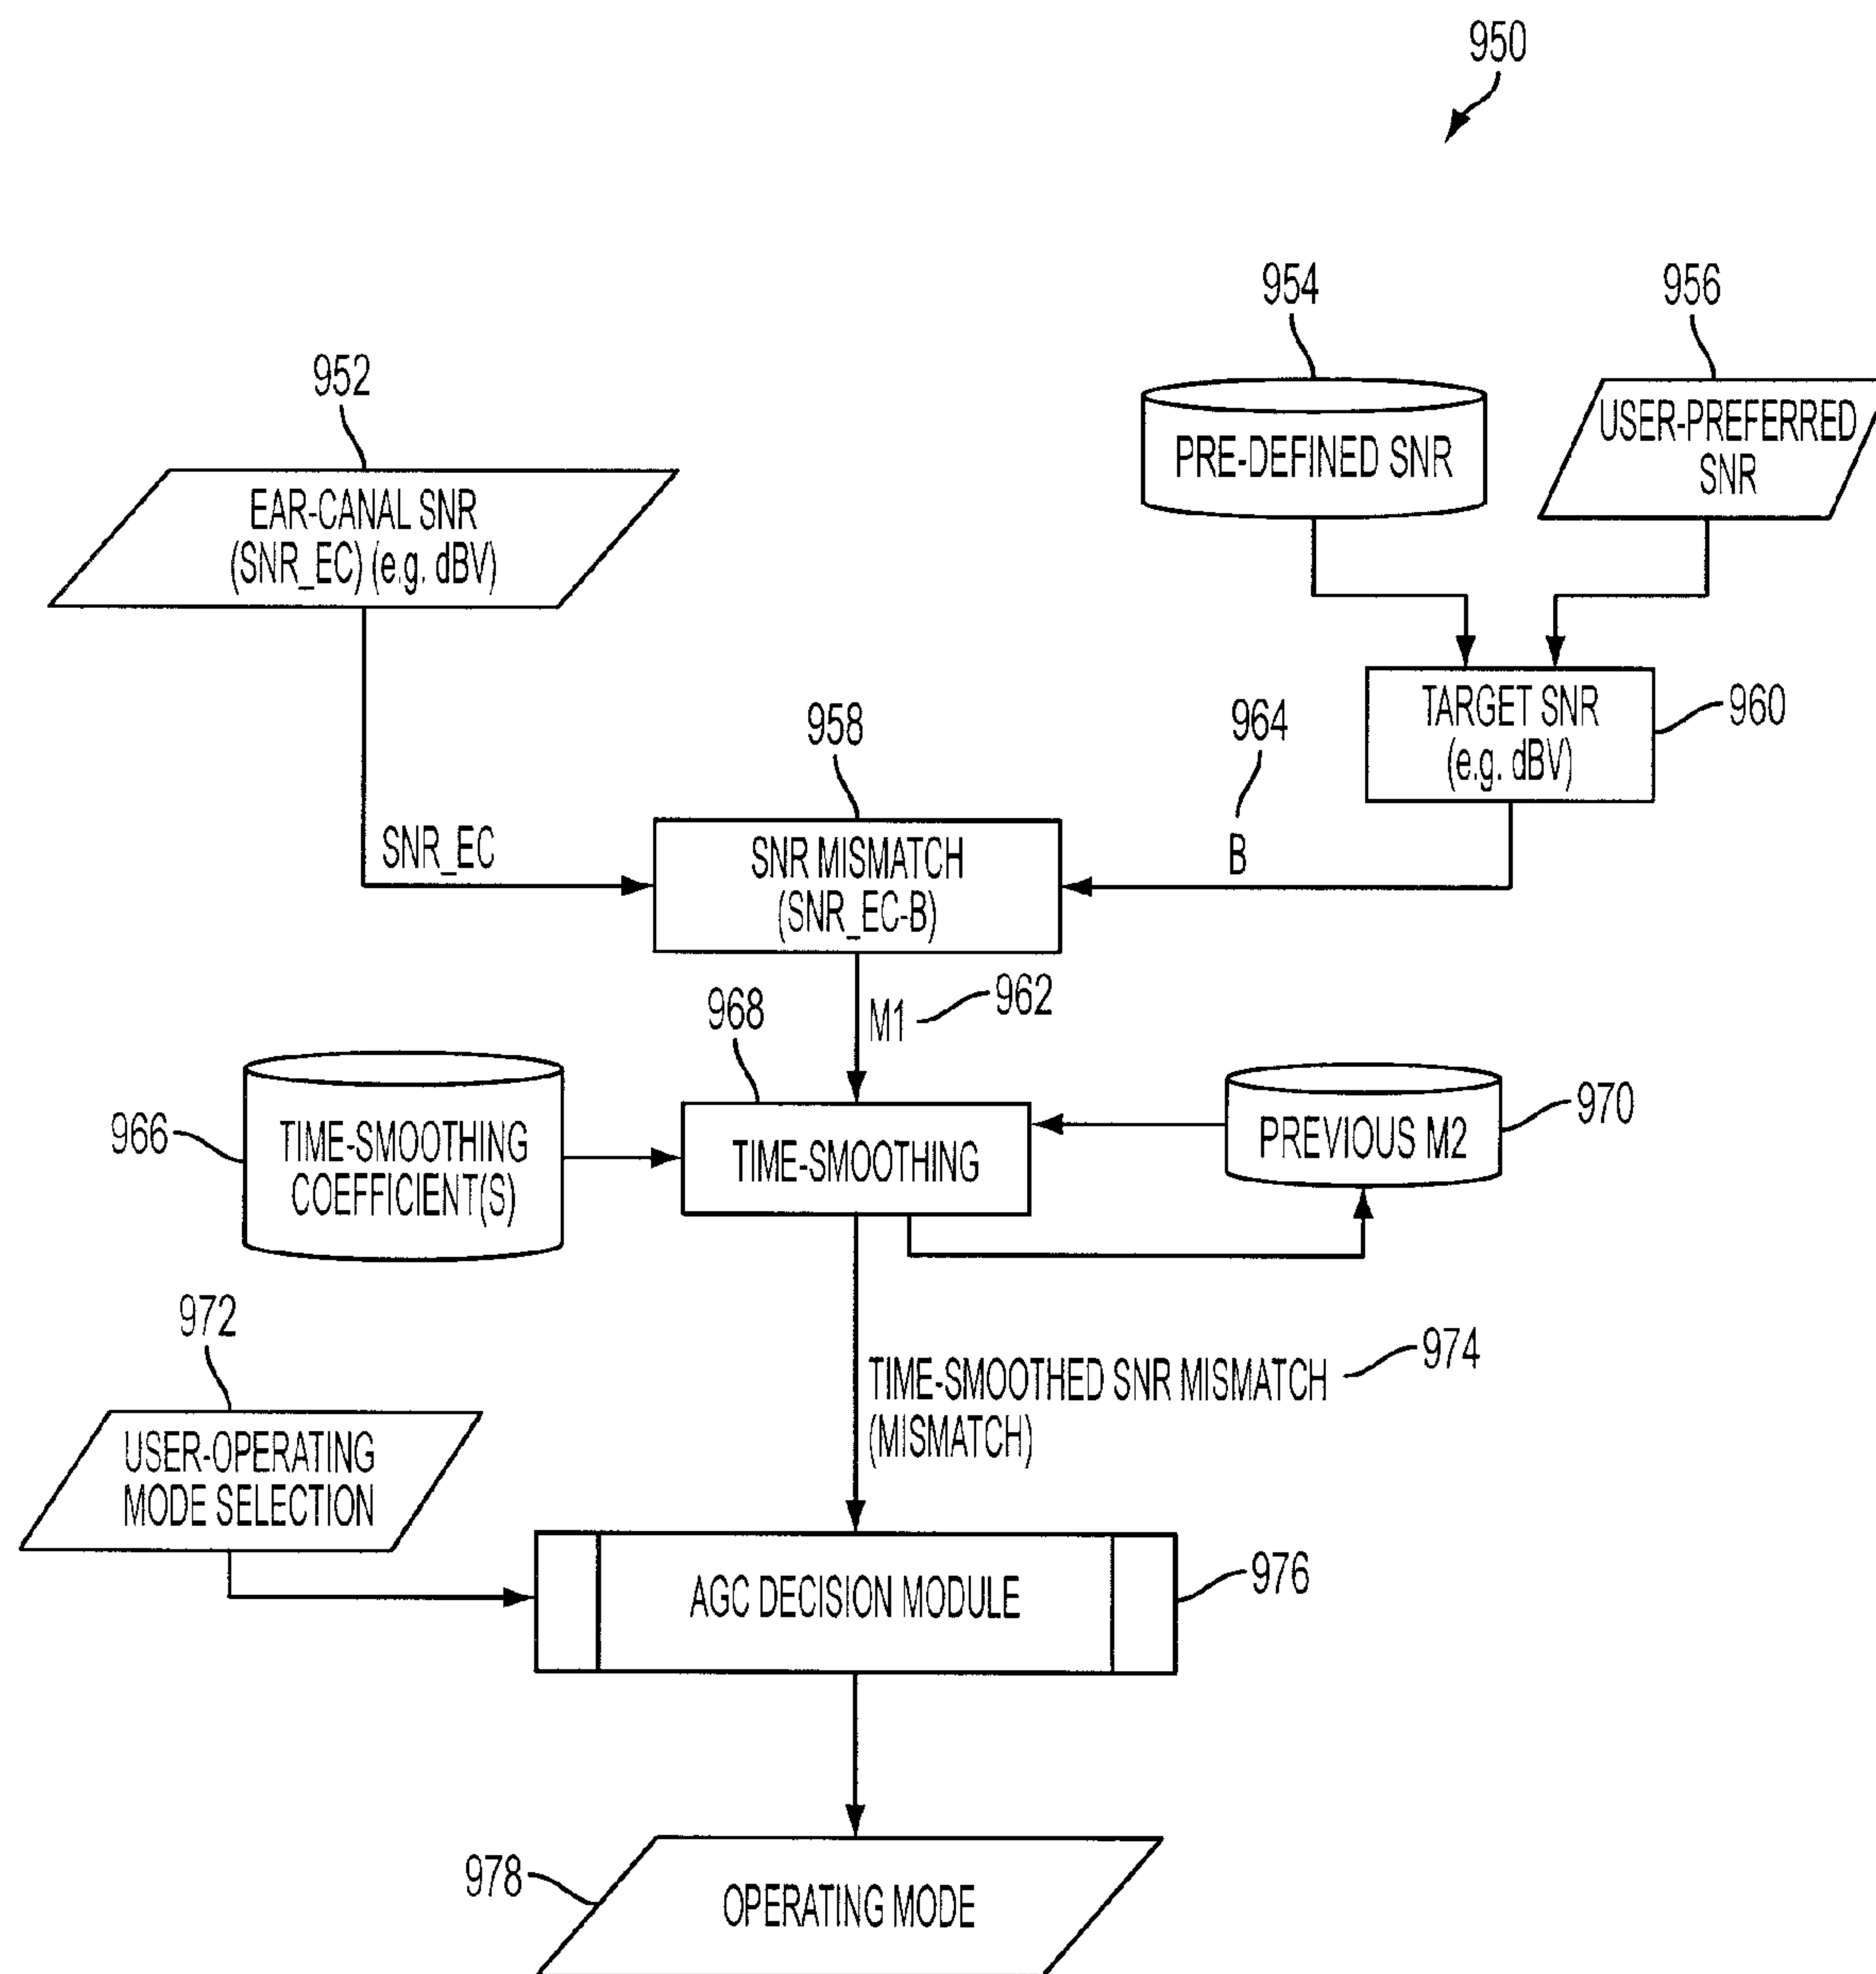 950
954
956
952
PRE-DEFINED SNR
USER-PREFERRED
SNR
EAR-CANAL SNR
(SNR_EC) (e.g. dBV)
TARGET SNR
(e.g. dBV)
960
964
958
B
SNR_EC
SNR MISMATCH
(SNR_EC-B)
962
M1
968
966
TIME-SMOOTHING
COEFFICIENT(S)
TIME-SMOOTHING
PREVIOUS M2
970
972
TIME-SMOOTHED SNR MISMATCH
(MISMATCH)
974
USER-OPERATING
MODE SELECTION
AGC DECISION MODULE
976
978
OPERATING MODE